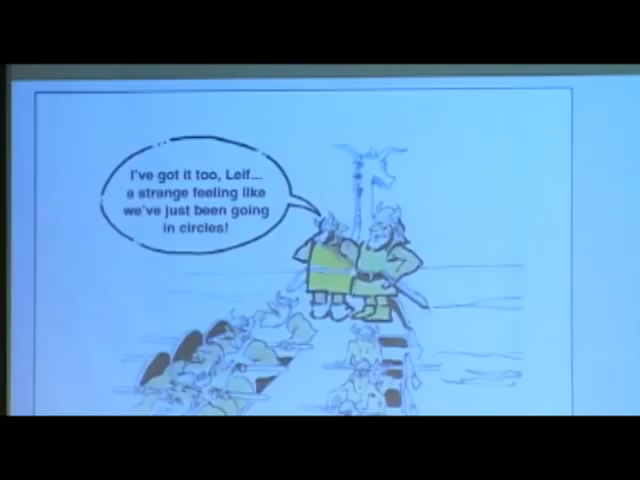 I've got it too, Leif...
a strange feeling like
we've just been going
in circles!